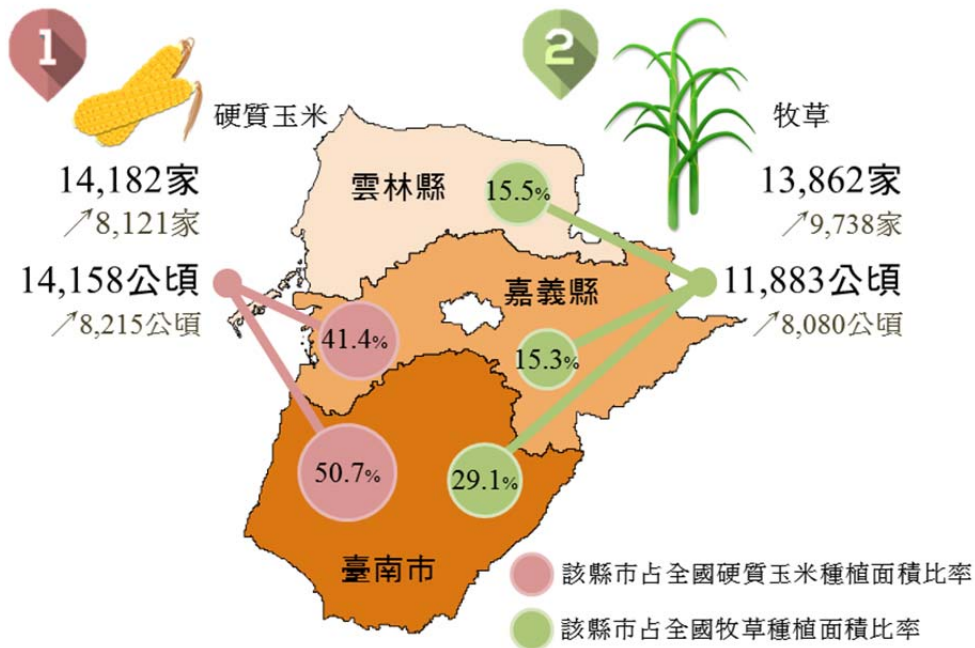 1
硬質玉米
14,182家
↗8,121家
14,158公頃
↗8,215公頃
2
牧草
13,862家
↗9,738家
11,883公頃
↗8,080公頃
雲林縣
15.5%
嘉義縣
41.4%
15.3%
50.7%
29.1%
臺南市
該縣市占全國硬質玉米種植面積比率
該縣市占全國牧草種植面積比率